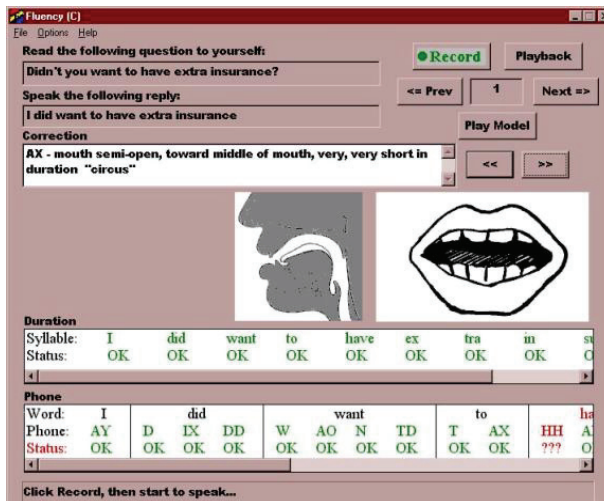 Fluency (C)
File Options Help
Read the following question to yourself:
Didn't you want to have extra insurance?
Speak the following reply:
I did want to have extra insurance
Correction
AX - mouth semi-open, toward middle of mouth, very, very short in
duration "circus"
Record Playback
<= Prev 1 Next =>
Play Model
<< >>
Duration
Syllable: I did want to have ex tra in su
Status: OK OK OK OK OK OK OK OK OK
Phone
Word: I did want to ha
Phone: AY D IX DD W AO N TD T AX HH A
Status: OK OK OK OK OK OK OK OK OK OK ??? OK
Click Record, then start to speak...